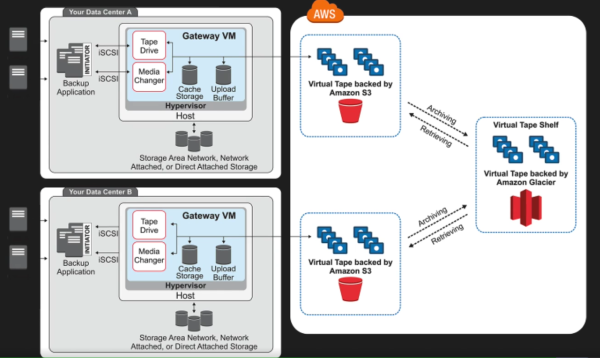 Your Data Center A
Gateway VM
Tape
Drive
Media
Changer
INITIATOR
iSCSI
iSCSI
Backup
Application
Cache
Storage
Upload
Buffer
Hypervisor
Host
Storage Area Network, Network
Attached, or Direct Attached Storage
Your Data Center B
Gateway VM
Tape
Drive
Media
Changer
INITIATOR
iSCSI
iSCSI
Backup
Application
Cache
Storage
Upload
Buffer
Hypervisor
Host
Storage Area Network, Network
Attached, or Direct Attached Storage
AWS
Virtual Tape backed by
Amazon S3
Archiving
Retrieving
Virtual Tape Shelf
Virtual Tape backed by
Amazon Glacier
Archiving
Retrieving
Virtual Tape backed by
Amazon S3